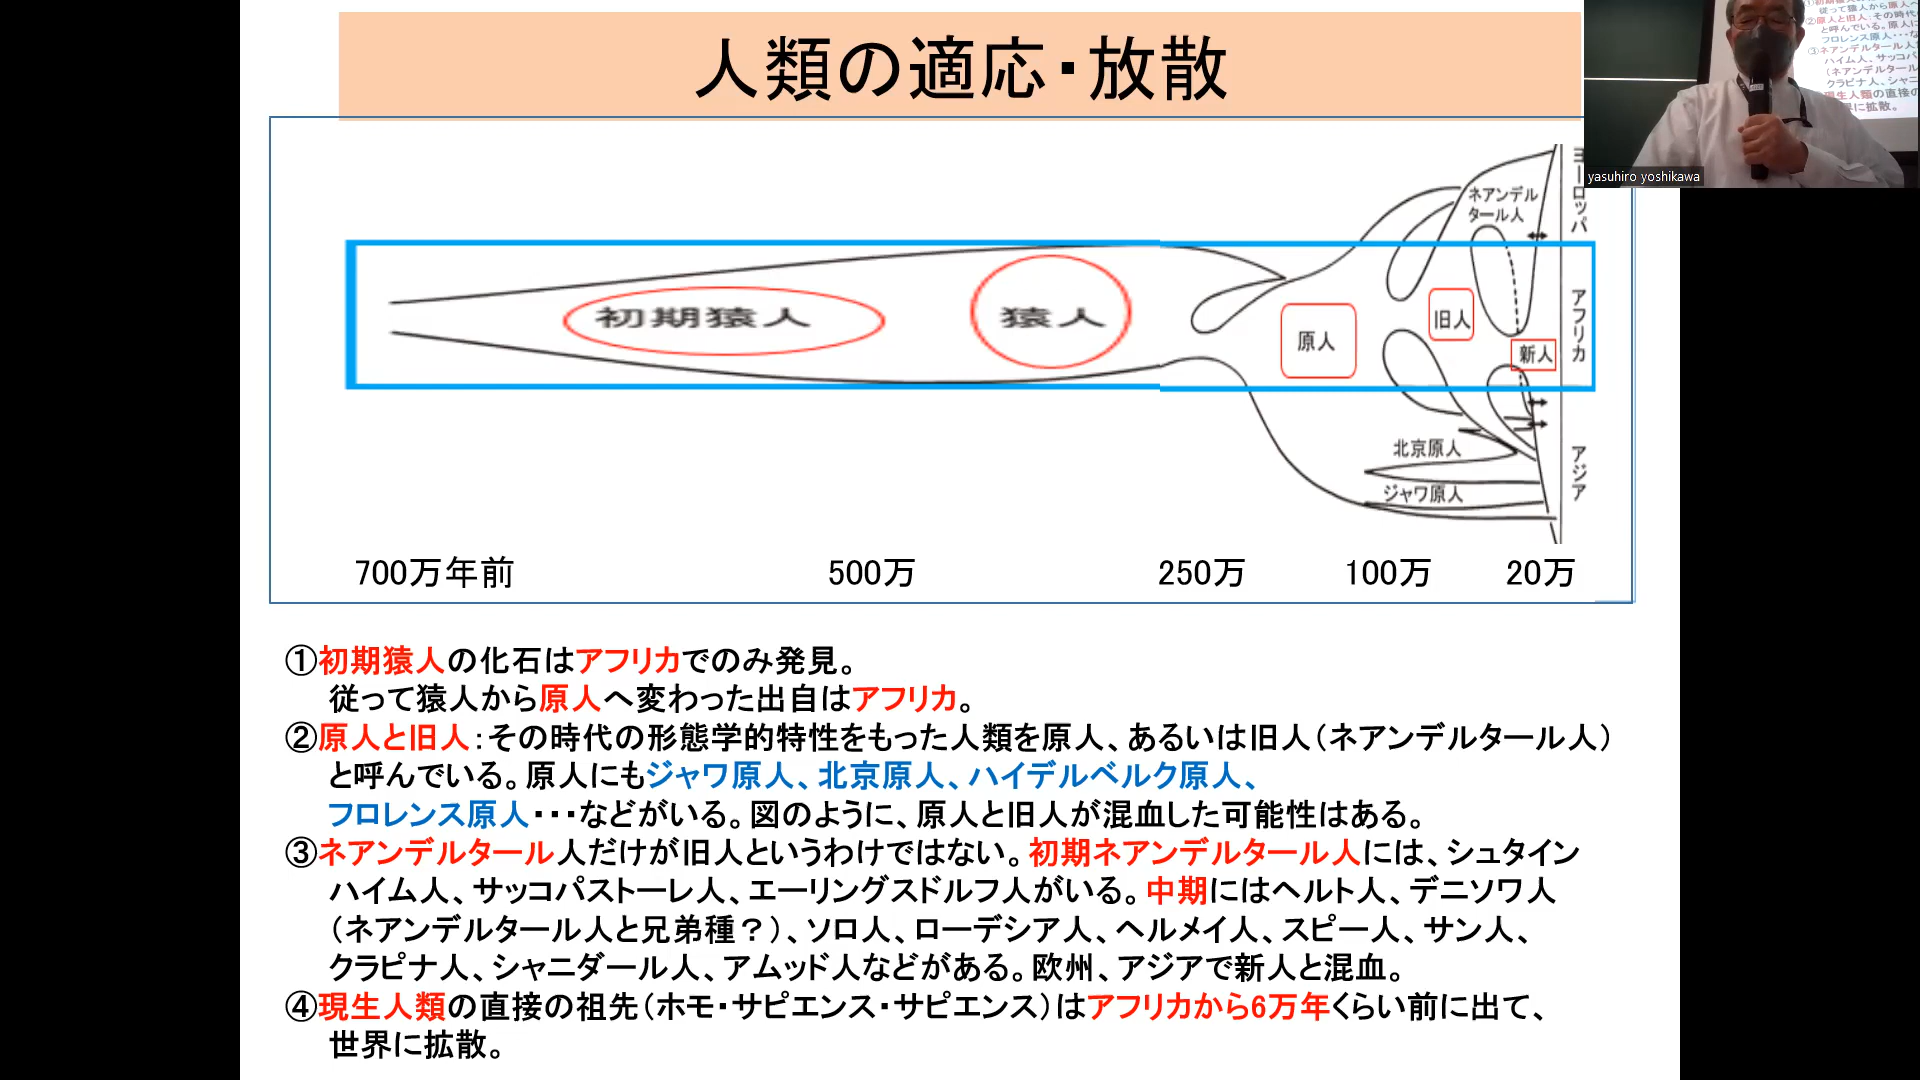 人類の適応・放散
yasuhiro yoshikawa
ヨーロッパ
ネアンデル
タール人
初期猿人
猿人
原人
旧人
新人
アフリカ
北京原人
ジャワ原人
アジア
700万年前 500万 250万 100万 20万
①初期猿人の化石はアフリカでのみ発見。
従って猿人から原人へ変わった出自はアフリカ。
②原人と旧人：その時代の形態学的特性をもった人類を原人、あるいは旧人（ネアンデルタール人）
と呼んでいる。原人にもジャワ原人、北京原人、ハイデルベルク原人、
フロレンス原人・・・などがいる。図のように、原人と旧人が混血した可能性はある。
③ネアンデルタール人だけが旧人というわけではない。初期ネアンデルタール人には、シュタイン
ハイム人、サッコパストーレ人、エーリングスドルフ人がいる。中期にはヘルト人、デニソワ人
（ネアンデルタール人と兄弟種？）、ソロ人、ローデシア人、ヘルメイ人、スピー人、サン人、
クラピナ人、シャニダール人、アムッド人などがある。欧州、アジアで新人と混血。
④現生人類の直接の祖先（ホモ・サピエンス・サピエンス）はアフリカから6万年くらい前に出て、
世界に拡散。